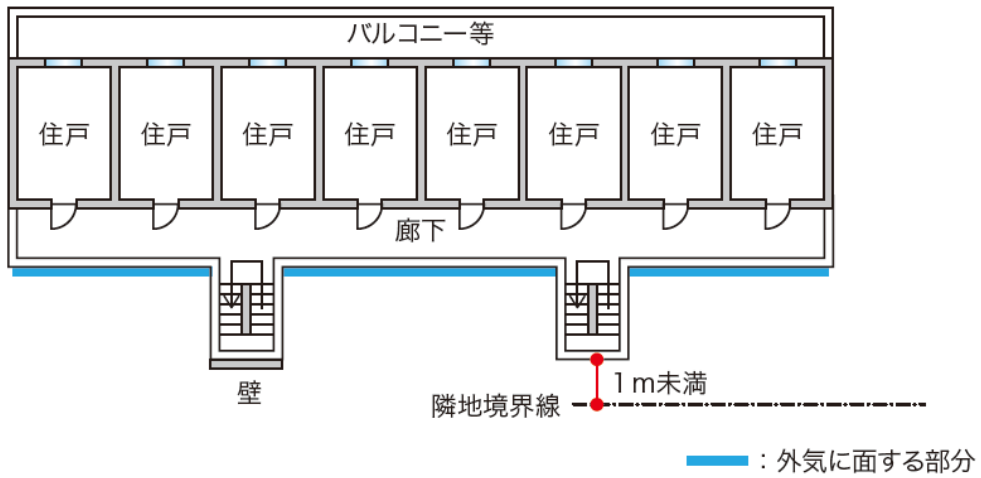 バルコニー等
住戸 住戸 住戸 住戸 住戸 住戸 住戸 住戸
廊下
壁
1m未満
隣地境界線
：外気に面する部分